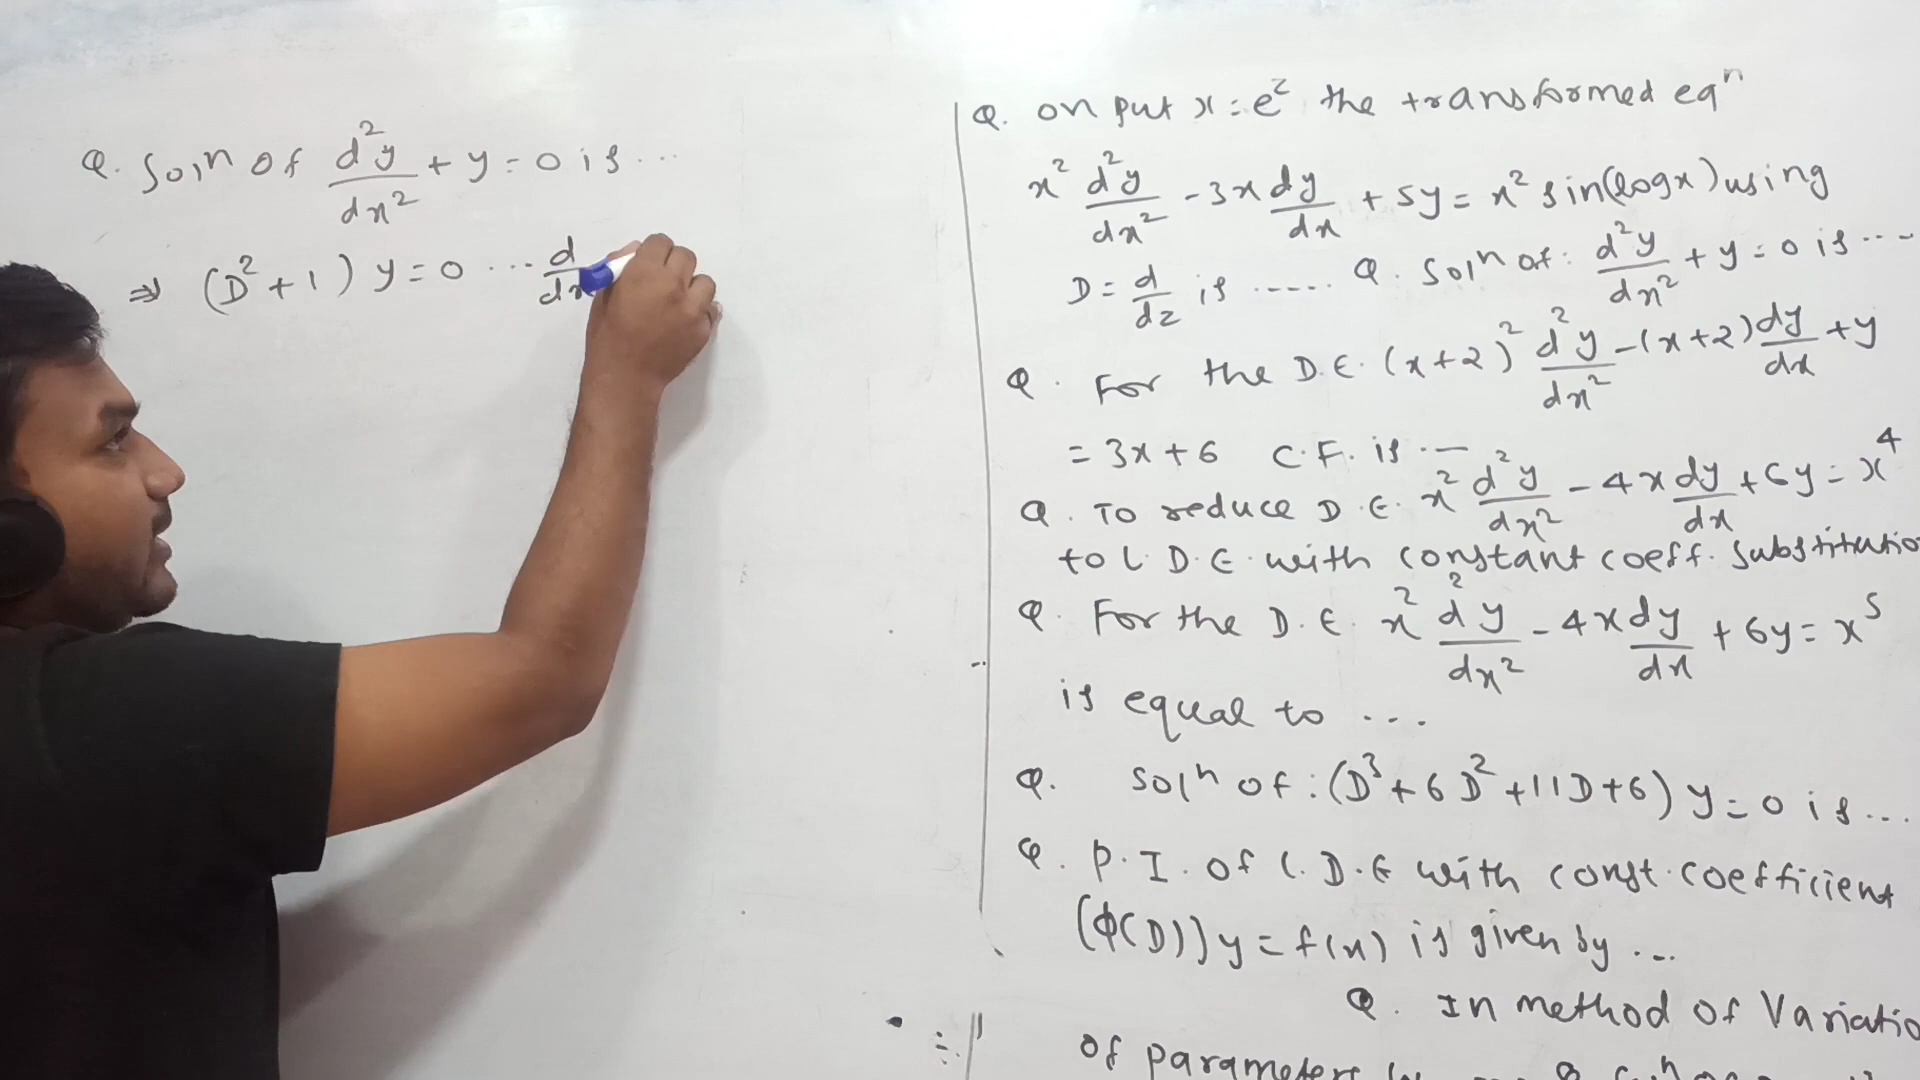 Q. Soln of d²y/dx² + y = 0 is ...
⇒ (D² + 1) y = 0 ... d/dx
Q. on put x = e² the transformed eqⁿ
x² d²y/dx² - 3x dy/dx + 5y = x² sin(logx) using
D = d/dz is ..... Q. Solⁿ of: d²y/dx² + y = 0 is ....
Q. For the D.E. (x+2)² d²y/dx² - (x+2) dy/dx + y
= 3x + 6 C.F. is ...
Q. To reduce D.E. x² d²y/dx² - 4x dy/dx + 6y = x⁴
to L.D.E. with constant coeff. substitutio
Q. For the D.E. x² d²y/dx² - 4x dy/dx + 6y = x⁵
is equal to ...
Q. Solⁿ of : (D³ + 6D² + 11D + 6) y = 0 is ...
Q. P.I. of L.D.E with const. coefficient
(φ(D)) y = f(x) is given by ...
Q. In method of Variatio
of parameters